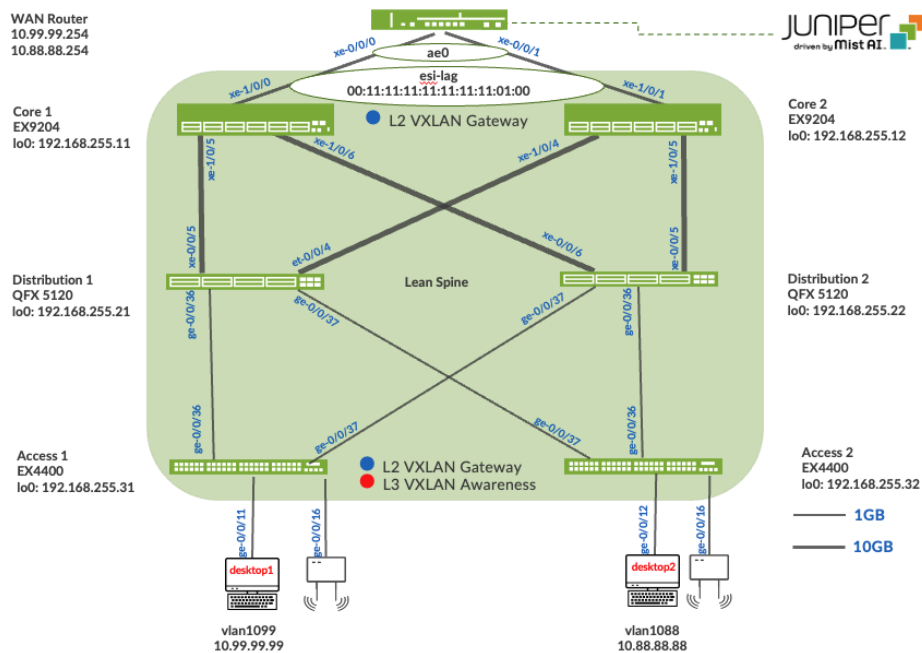 WAN Router
10.99.99.254
10.88.88.254
JUNIPER
driven by Mist AI
xe-0/0/0
xe-0/0/1
ae0
esi-lag
00:11:11:11:11:11:11:11:01:00
xe-1/0/0
xe-1/0/1
Core 1
EX9204
lo0: 192.168.255.11
L2 VXLAN Gateway
Core 2
EX9204
lo0: 192.168.255.12
xe-1/0/5
xe-1/0/6
xe-1/0/4
xe-1/0/5
xe-0/0/5
et-0/0/4
xe-0/0/6
xe-0/0/5
Distribution 1
QFX 5120
lo0: 192.168.255.21
Lean Spine
Distribution 2
QFX 5120
lo0: 192.168.255.22
ge-0/0/36
ge-0/0/37
ge-0/0/37
ge-0/0/36
ge-0/0/36
ge-0/0/37
ge-0/0/37
ge-0/0/36
Access 1
EX4400
lo0: 192.168.255.31
L2 VXLAN Gateway
L3 VXLAN Awareness
Access 2
EX4400
lo0: 192.168.255.32
1GB
10GB
ge-0/0/11
ge-0/0/16
ge-0/0/12
ge-0/0/16
desktop1
desktop2
vlan1099
10.99.99.99
vlan1088
10.88.88.88